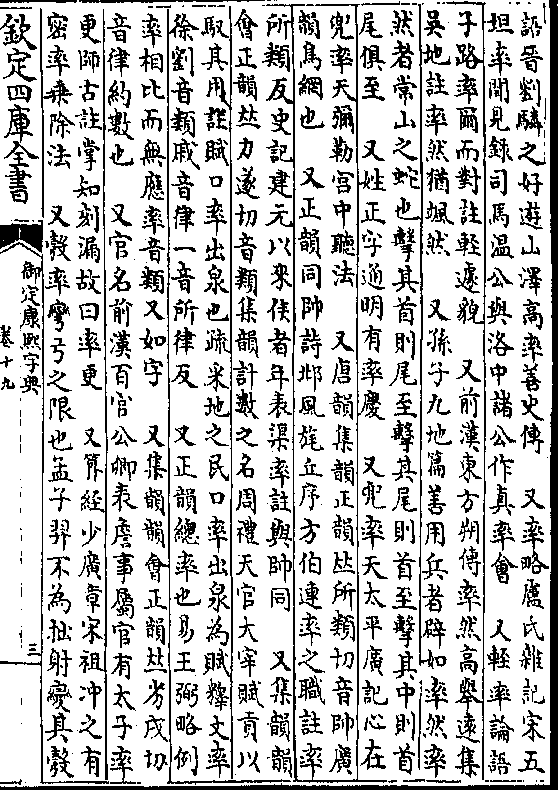 語晉劉驎之好遊山澤高率善史傳　又率略盧氏雜記宋五
坦率聞見錄司馬温公與洛中諸公作真率會　又輕率論語
子路率爾而對註輕遽貌　又前漢東方朔傳率然高舉遠集
吳地註率然猶颯然　又孫子九地篇善用兵者辟如率然率
然者常山之蛇也擊其首則尾至擊其尾則首至擊其中則首
尾俱至　又姓正字通明有率慶　又兜率天太平廣記心在
兜率天彌勒宫中聽法　又唐韻集韻正韻𠀤所類切音帥廣
韻鳥網也　又正韻同帥詩邶風旄丘序方伯連率之職註率
所類反史記建元以來侯者年表渠率註與帥同　又集韻韻
會正韻𠀤力遂切音類集韻計數之名周禮天官大宰賦貢以
馭其用註賦口率出泉也疏采地之民口率出泉為賦釋文率
徐劉音類戚音律一音所律反　又正韻總率也易王弼略例
率相比而無應率音類又如字　又集韻韻會正韻𠀤劣戌切
音律約數也　又官名前漢百官公卿表詹事屬官有太子率
更師古註掌知刻漏故曰率更　又筭經少廣章宋祖冲之有
密率乗除法　又彀率彎弓之限也孟子羿不為拙射變其彀
欽定四庫全書
御定康熙字典
卷十九
三